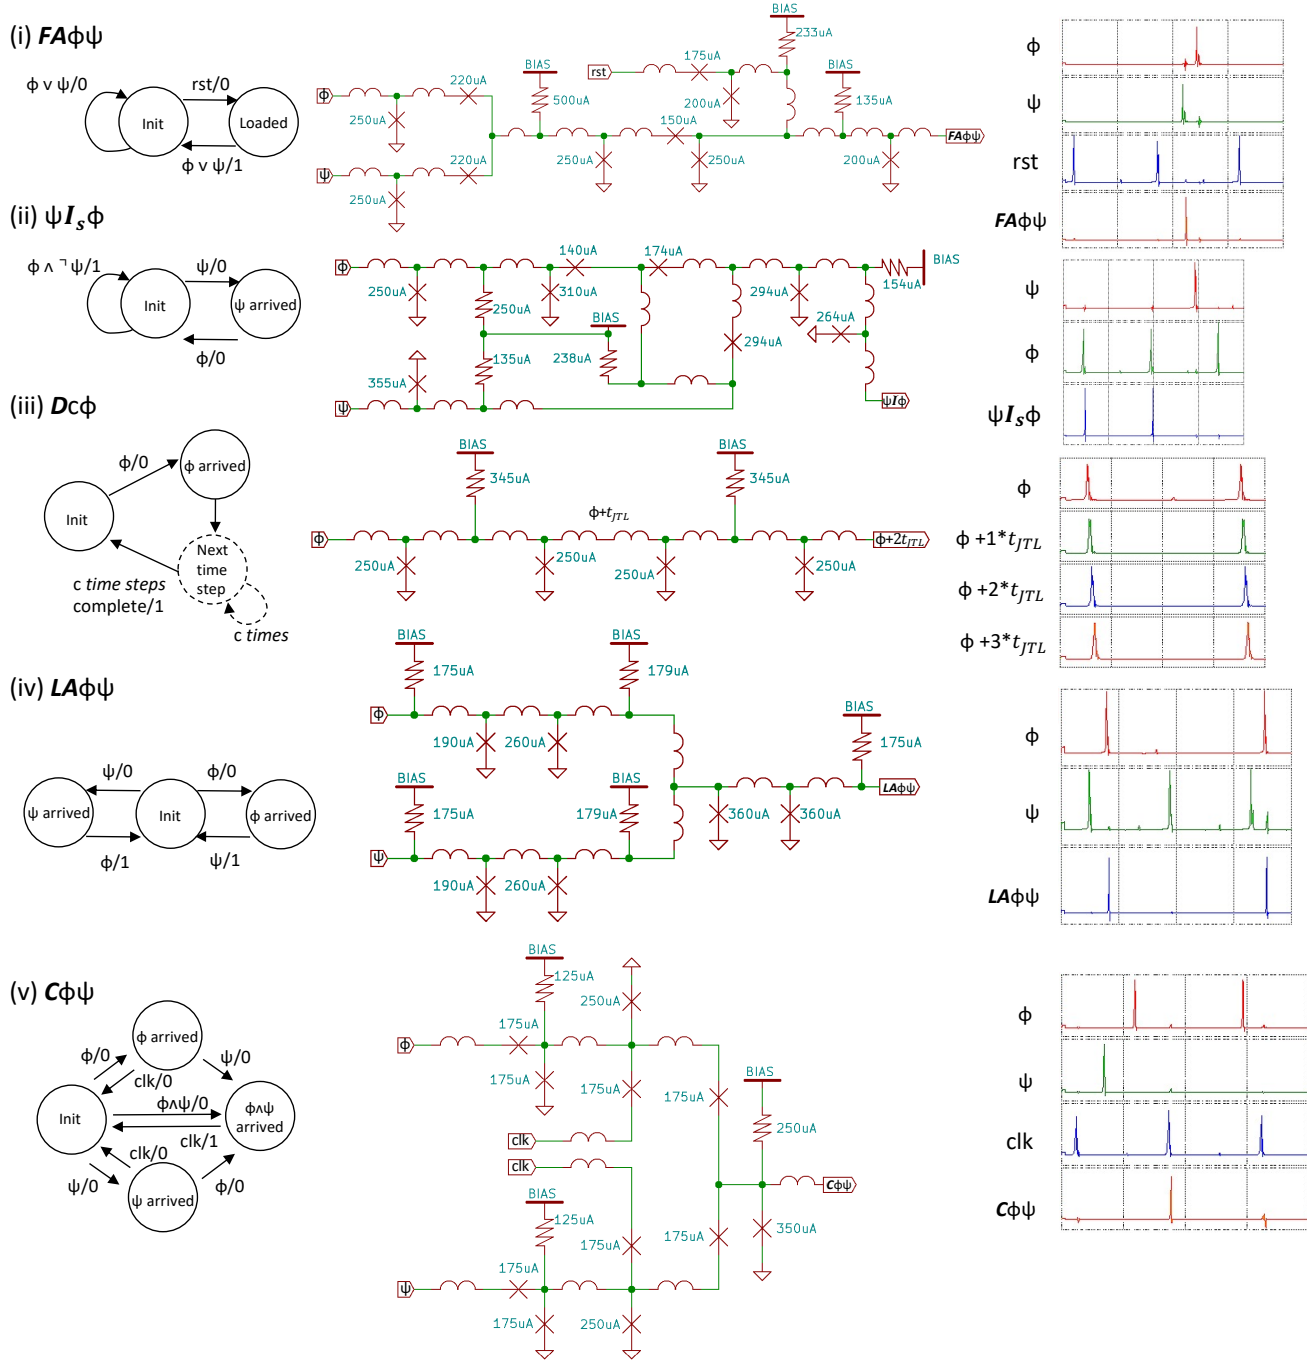 (i) FAϕψ
ϕ ∨ ψ/0
rst/0
Init
Loaded
ϕ ∨ ψ/1
ϕ
250uA
220uA
ψ
250uA
220uA
BIAS
500uA
rst
175uA
200uA
BIAS
233uA
150uA
250uA
250uA
BIAS
135uA
200uA
FAϕψ
ϕ
ψ
rst
FAϕψ
(ii) ψIsϕ
ϕ ∧ ¬ ψ/1
ψ/0
Init
ψ arrived
ϕ/0
ϕ
250uA
140uA
310uA
174uA
250uA
BIAS
135uA
238uA
355uA
ψ
294uA
294uA
264uA
154uA
BIAS
ψIϕ
ψ
ϕ
ψIsϕ
(iii) Dcϕ
ϕ/0
ϕ arrived
Init
Next
time
step
c time steps
complete/1
c times
BIAS
345uA
BIAS
345uA
ϕ+tJTL
ϕ
250uA
250uA
250uA
250uA
ϕ+2tJTL
ϕ
ϕ +1*tJTL
ϕ +2*tJTL
ϕ +3*tJTL
(iv) LAϕψ
ψ/0
ϕ/0
ψ arrived
Init
ϕ arrived
ϕ/1
ψ/1
BIAS
175uA
BIAS
179uA
ϕ
190uA
260uA
BIAS
175uA
BIAS
179uA
ψ
190uA
260uA
BIAS
175uA
LAϕψ
360uA
360uA
ϕ
ψ
LAϕψ
(v) Cϕψ
ϕ arrived
ϕ/0
ψ/0
clk/0
Init
ϕ∧ψ/0
ϕ∧ψ
arrived
clk/1
clk/0
ψ/0
ψ arrived
ϕ/0
BIAS
125uA
250uA
175uA
ϕ
175uA
175uA
175uA
clk
clk
BIAS
250uA
Cϕψ
350uA
BIAS
125uA
175uA
175uA
175uA
ψ
175uA
250uA
ϕ
ψ
clk
Cϕψ